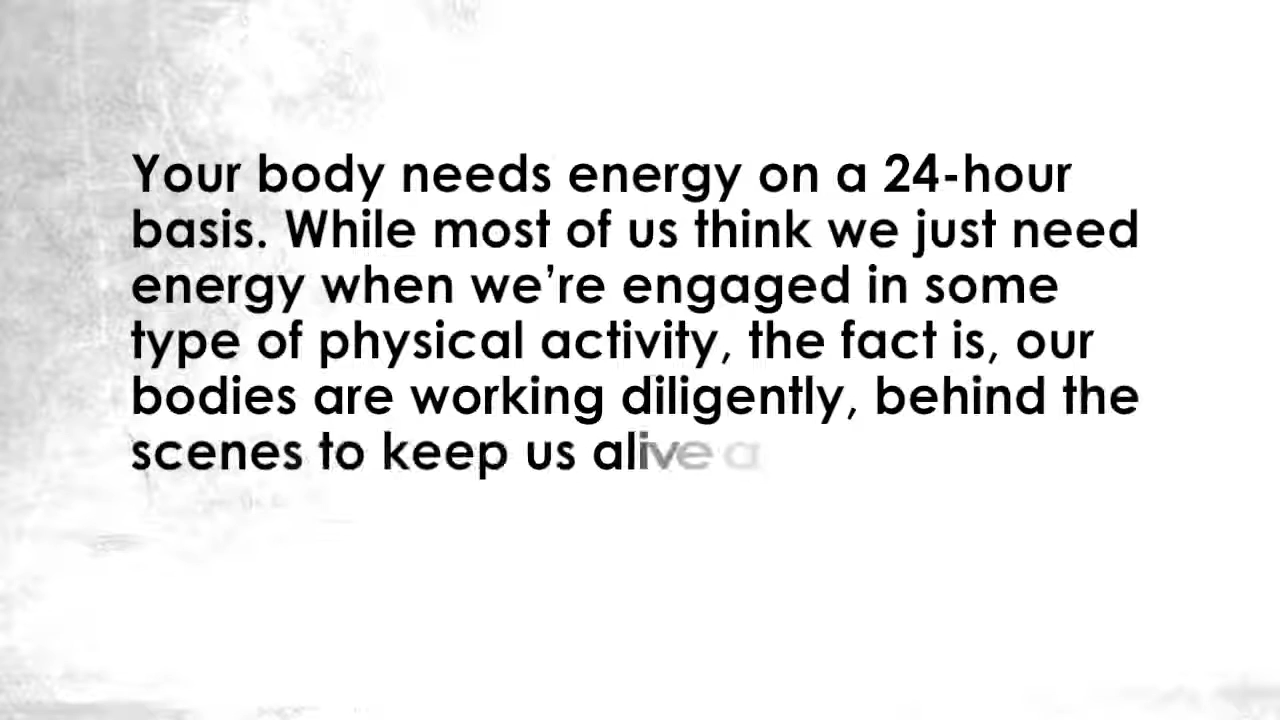 Your body needs energy on a 24-hour
basis. While most of us think we just need
energy when we’re engaged in some
type of physical activity, the fact is, our
bodies are working diligently, behind the
scenes to keep us alive a